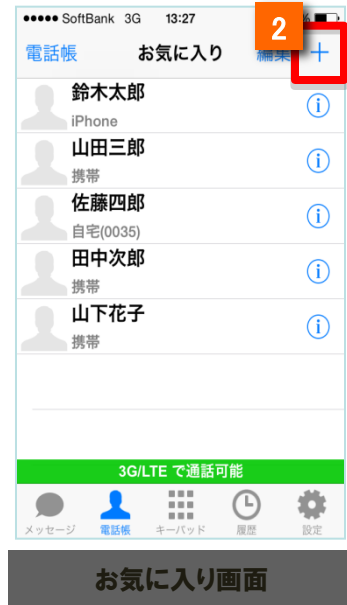 ●●●●● SoftBank 3G 13:27 %
2
電話帳 お気に入り 編集 +
鈴木太郎
iPhone
山田三郎
携帯
佐藤四郎
自宅(0035)
田中次郎
携帯
山下花子
携帯
3G/LTE で通話可能
メッセージ 電話帳 キーパッド 履歴 設定
お気に入り画面